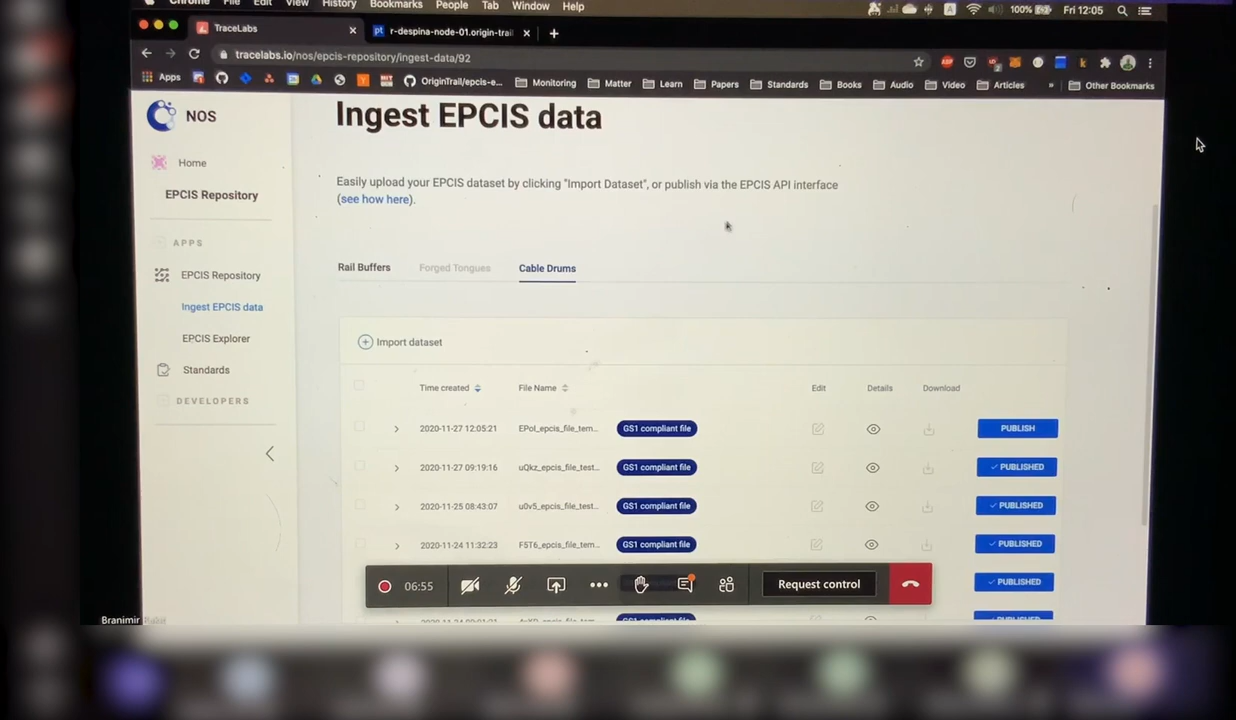 Chrome File Edit View History Bookmarks People Tab Window Help
100% Fri 12:05
TraceLabs
r-despina-node-01.origin-trail
tracelabs.io/nos/epcis-repository/ingest-data/92
Apps
OriginTrail/epcis-e... Monitoring Matter Learn Papers Standards Books Audio Video Articles » Other Bookmarks
NOS
Home
EPCIS Repository
APPS
EPCIS Repository
Ingest EPCIS data
EPCIS Explorer
Standards
DEVELOPERS
Ingest EPCIS data
Easily upload your EPCIS dataset by clicking "Import Dataset", or publish via the EPCIS API interface
(see how here).
Rail Buffers Forged Tongues Cable Drums
Import dataset
Time created File Name Edit Details Download
2020-11-27 12:05:21 EPol_epcis_file_tem... GS1 compliant file PUBLISH
2020-11-27 09:19:16 uQkz_epcis_file_test... GS1 compliant file PUBLISHED
2020-11-25 08:43:07 u0v5_epcis_file_test... GS1 compliant file PUBLISHED
2020-11-24 11:32:23 F5T6_epcis_file_tem... GS1 compliant file PUBLISHED
PUBLISHED
06:55 Request control
Branimir